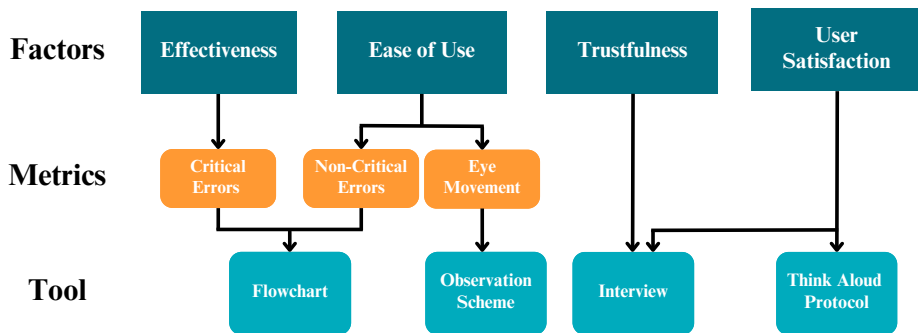 Factors
Effectiveness
Ease of Use
Trustfulness
User
Satisfaction
Metrics
Critical
Errors
Non-Critical
Errors
Eye
Movement
Tool
Flowchart
Observation
Scheme
Interview
Think Aloud
Protocol